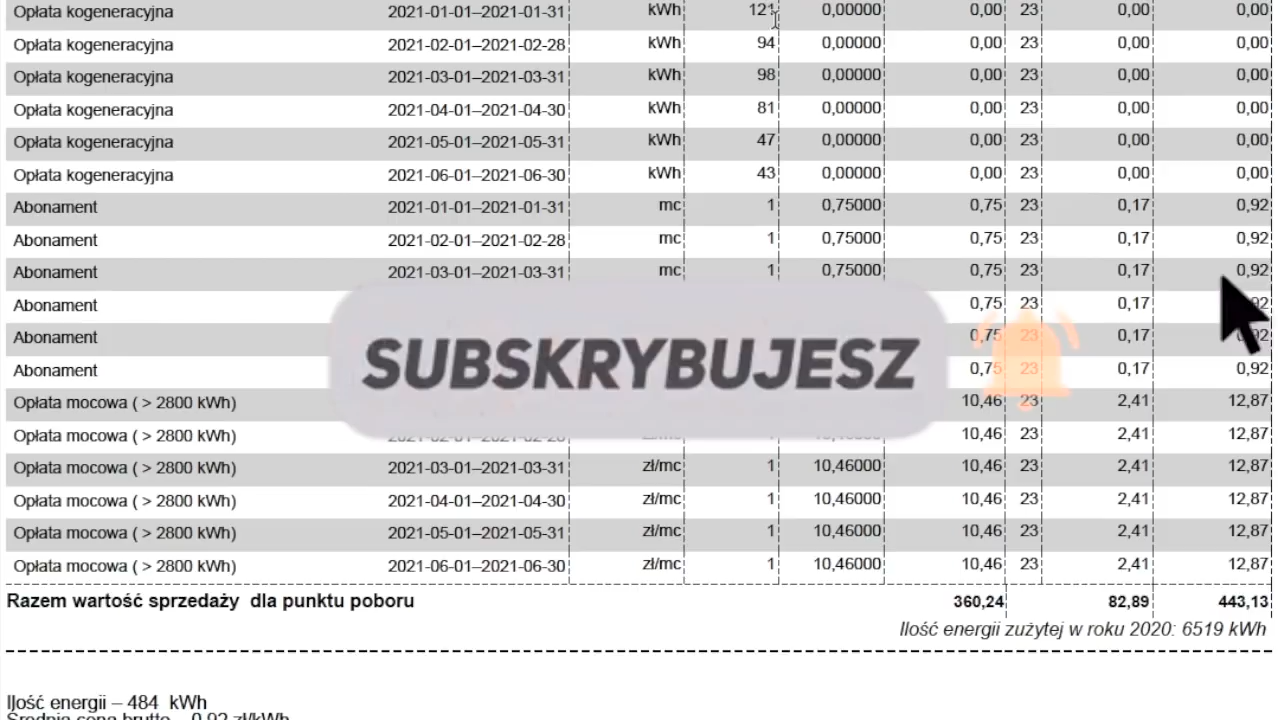 Opłata kogeneracyjna 2021-01-01–2021-01-31 kWh 121 0,00000 0,00 23 0,00 0,00
Opłata kogeneracyjna 2021-02-01–2021-02-28 kWh 94 0,00000 0,00 23 0,00 0,00
Opłata kogeneracyjna 2021-03-01–2021-03-31 kWh 98 0,00000 0,00 23 0,00 0,00
Opłata kogeneracyjna 2021-04-01–2021-04-30 kWh 81 0,00000 0,00 23 0,00 0,00
Opłata kogeneracyjna 2021-05-01–2021-05-31 kWh 47 0,00000 0,00 23 0,00 0,00
Opłata kogeneracyjna 2021-06-01–2021-06-30 kWh 43 0,00000 0,00 23 0,00 0,00
Abonament 2021-01-01–2021-01-31 mc 1 0,75000 0,75 23 0,17 0,92
Abonament 2021-02-01–2021-02-28 mc 1 0,75000 0,75 23 0,17 0,92
Abonament 2021-03-01–2021-03-31 mc 1 0,75000 0,75 23 0,17 0,92
Abonament 0,75 23 0,17
Abonament 0,75 23 0,17
SUBSKRYBUJESZ
Abonament 0,75 23 0,17 0,92
Opłata mocowa ( > 2800 kWh) 10,46 23 2,41 12,87
Opłata mocowa ( > 2800 kWh) 10,46 23 2,41 12,87
Opłata mocowa ( > 2800 kWh) 2021-03-01–2021-03-31 zł/mc 1 10,46000 10,46 23 2,41 12,87
Opłata mocowa ( > 2800 kWh) 2021-04-01–2021-04-30 zł/mc 1 10,46000 10,46 23 2,41 12,87
Opłata mocowa ( > 2800 kWh) 2021-05-01–2021-05-31 zł/mc 1 10,46000 10,46 23 2,41 12,87
Opłata mocowa ( > 2800 kWh) 2021-06-01–2021-06-30 zł/mc 1 10,46000 10,46 23 2,41 12,87
Razem wartość sprzedaży dla punktu poboru 360,24 82,89 443,13
Ilość energii zużytej w roku 2020: 6519 kWh
Ilość energii – 484 kWh
Średnia cena brutto – 0,92 zł/kWh